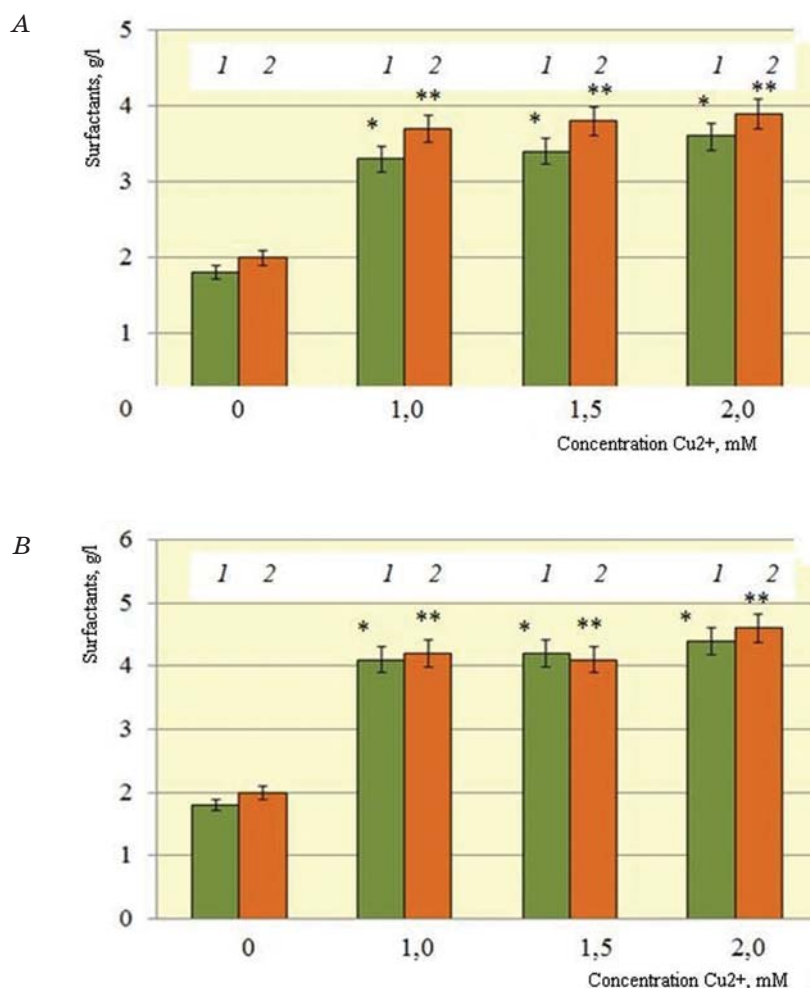 A
Surfactants, g/l
5
1 2 1 2 1 2 1 2
* ** * ** * **
4
3
2
1
0
0 1,0 1,5 2,0
Concentration Cu2+, mM
B
Surfactants, g/l
6
1 2 1 2 1 2 1 2
5
* ** * ** * **
4
3
2
1
0
0 1,0 1,5 2,0
Concentration Cu2+, mM